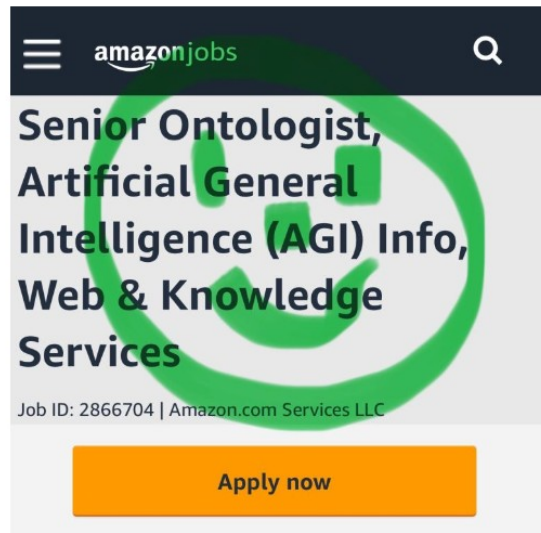 amazonjobs
Senior Ontologist,
Artificial General
Intelligence (AGI) Info,
Web & Knowledge
Services
Job ID: 2866704 | Amazon.com Services LLC
Apply now